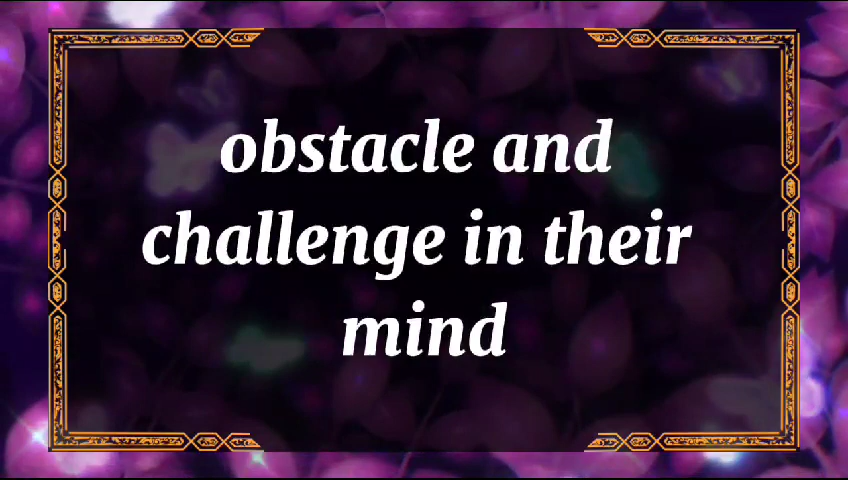 obstacle and
challenge in their
mind